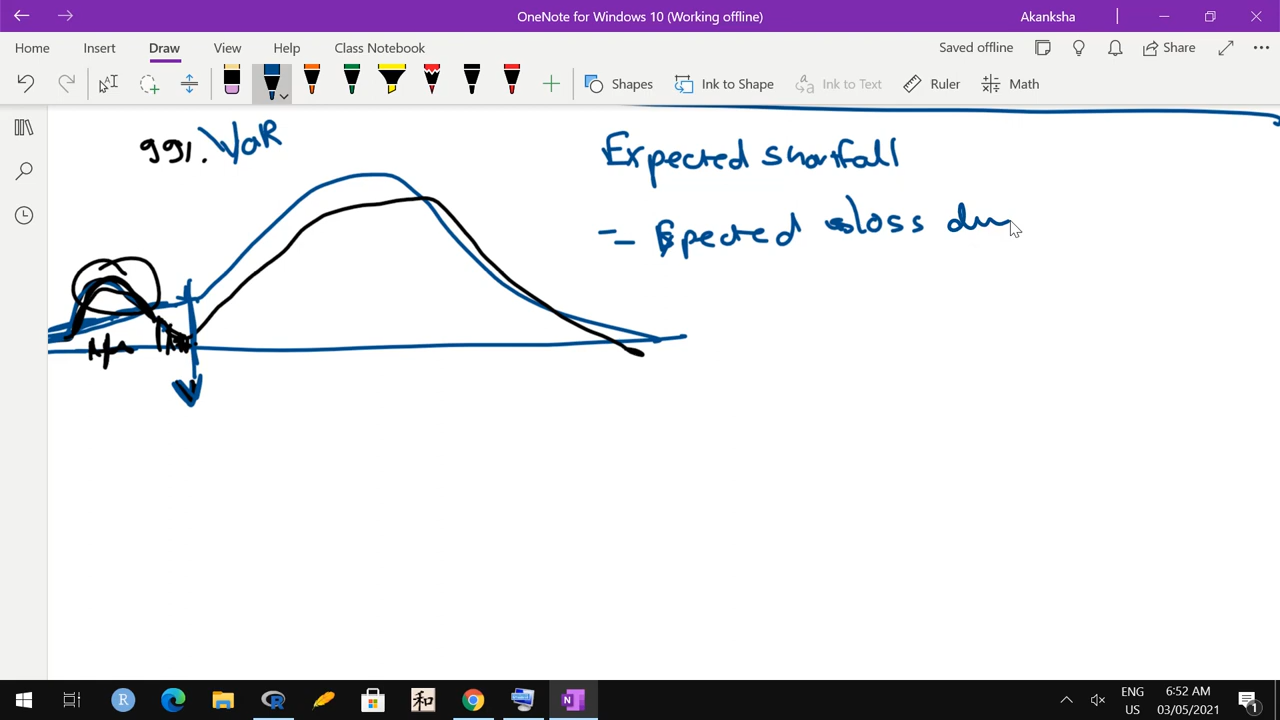 OneNote for Windows 10 (Working offline)
Akanksha
Home Insert Draw View Help Class Notebook
Saved offline Share
Shapes Ink to Shape Ink to Text Ruler Math
99%. VaR
Expected shortfall
= Expected loss
ENG
US
6:52 AM
03/05/2021
1